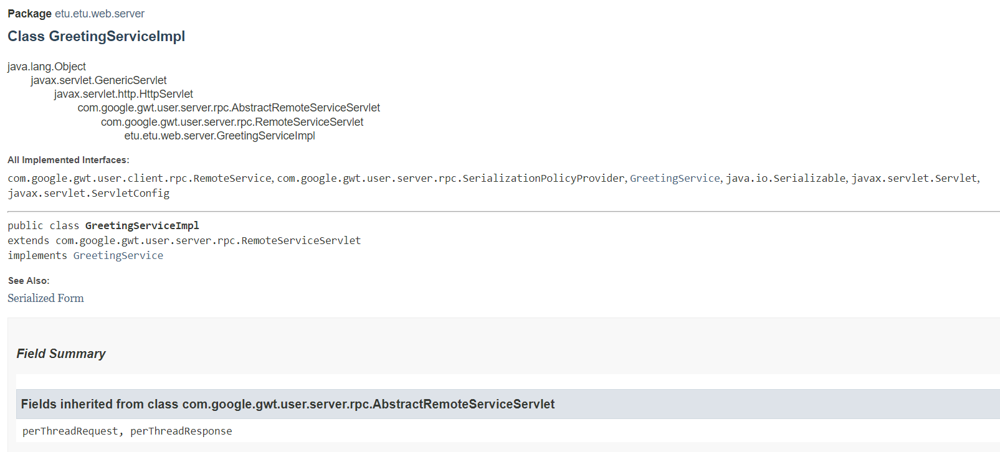 Package etu.etu.web.server
Class GreetingServiceImpl
java.lang.Object
javax.servlet.GenericServlet
javax.servlet.http.HttpServlet
com.google.gwt.user.server.rpc.AbstractRemoteServiceServlet
com.google.gwt.user.server.rpc.RemoteServiceServlet
etu.etu.web.server.GreetingServiceImpl
All Implemented Interfaces:
com.google.gwt.user.client.rpc.RemoteService, com.google.gwt.user.server.rpc.SerializationPolicyProvider, GreetingService, java.io.Serializable, javax.servlet.Servlet,
javax.servlet.ServletConfig
public class GreetingServiceImpl
extends com.google.gwt.user.server.rpc.RemoteServiceServlet
implements GreetingService
See Also:
Serialized Form
Field Summary
Fields inherited from class com.google.gwt.user.server.rpc.AbstractRemoteServiceServlet
perThreadRequest, perThreadResponse